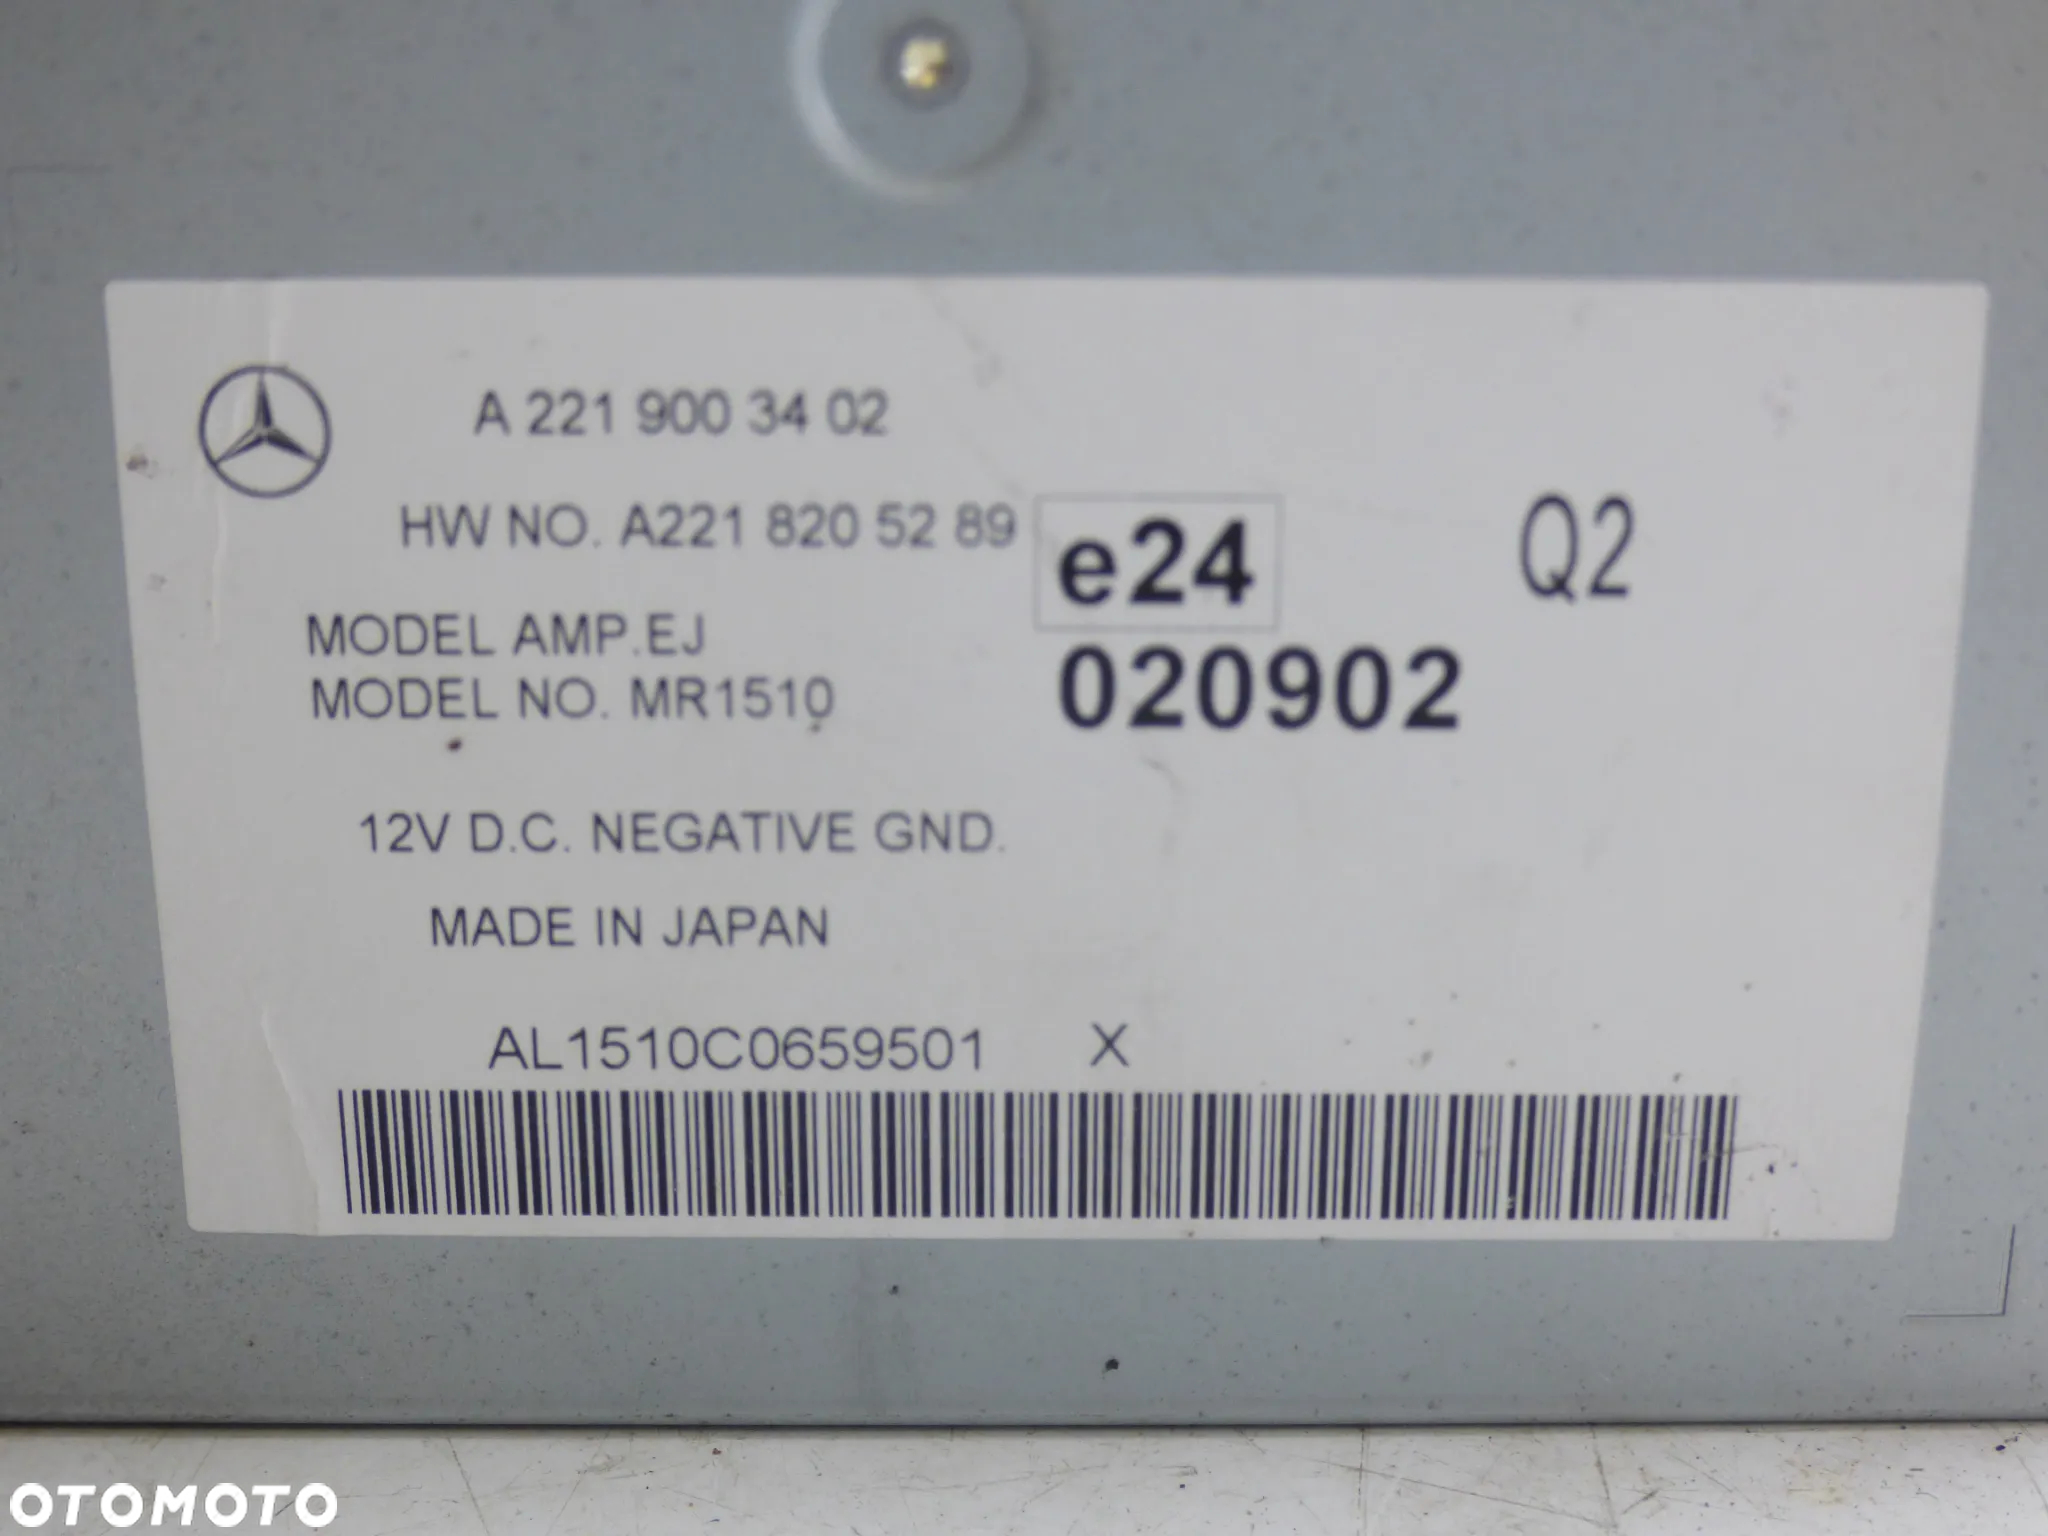 A 221 900 34 02
HW NO. A221 820 52 89
e24
Q2
MODEL AMP.EJ
MODEL NO. MR1510
020902
12V D.C. NEGATIVE GND.
MADE IN JAPAN
AL1510C0659501 X
OTOMOTO